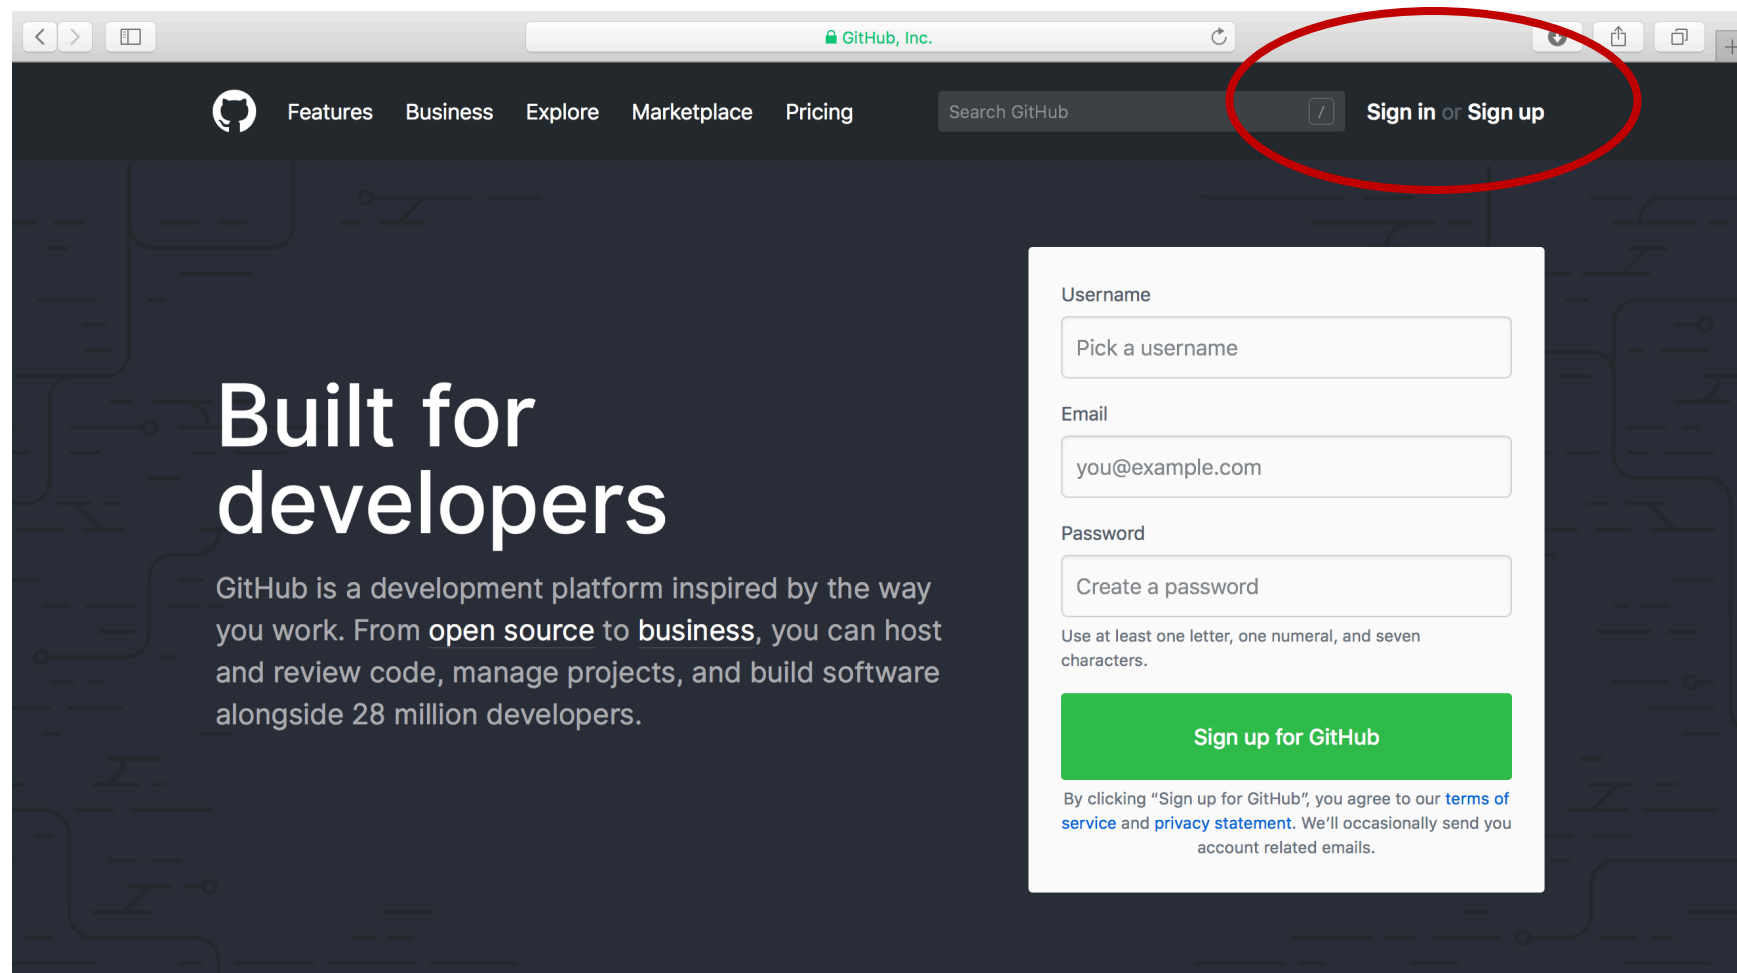 GitHub, Inc.
Features Business Explore Marketplace Pricing Search GitHub / Sign in or Sign up
Built for
developers
GitHub is a development platform inspired by the way
you work. From open source to business, you can host
and review code, manage projects, and build software
alongside 28 million developers.
Username
Pick a username
Email
you@example.com
Password
Create a password
Use at least one letter, one numeral, and seven
characters.
Sign up for GitHub
By clicking “Sign up for GitHub”, you agree to our terms of
service and privacy statement. We’ll occasionally send you
account related emails.